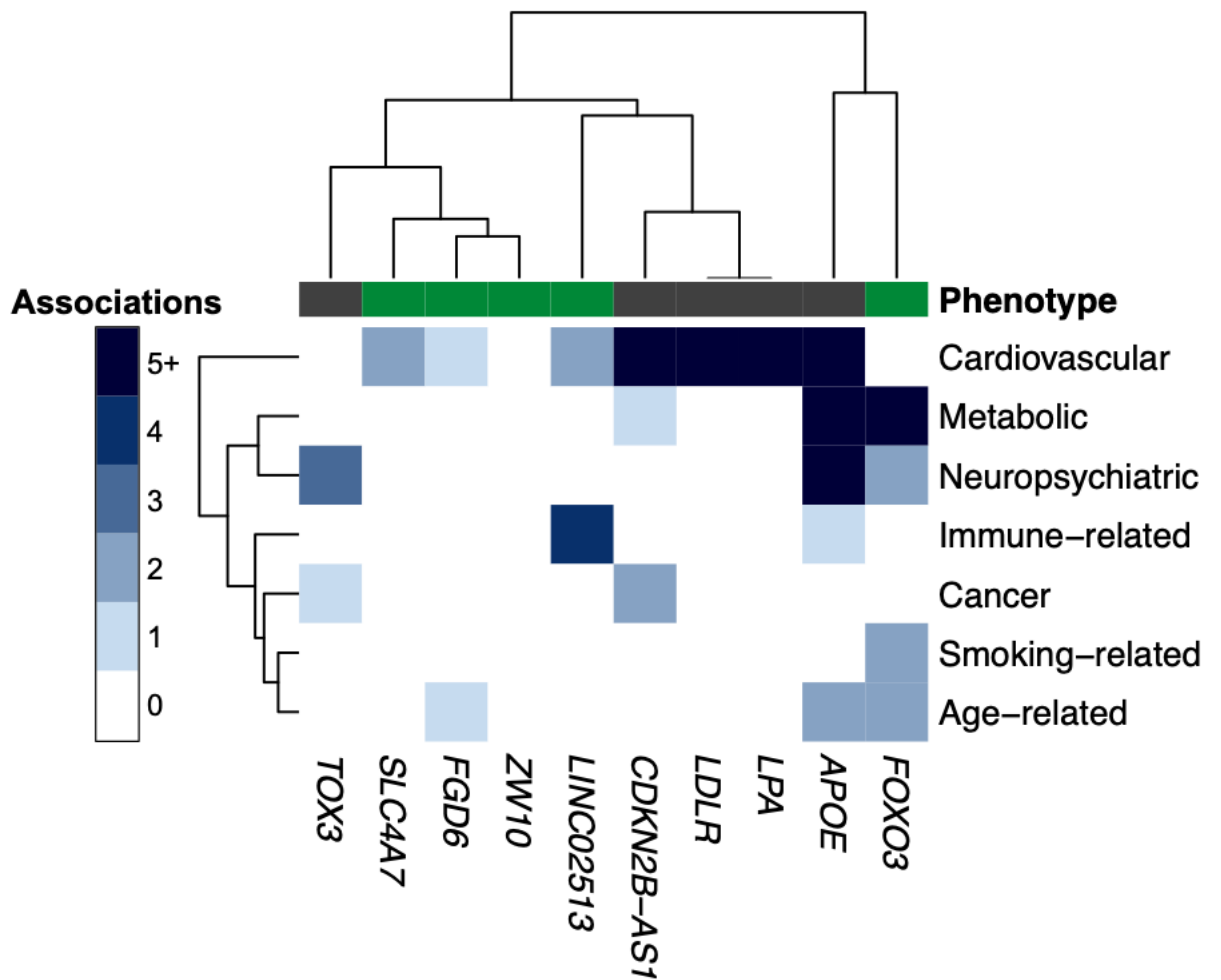 Associations
5+
4
3
2
1
0
Phenotype
Cardiovascular
Metabolic
Neuropsychiatric
Immune−related
Cancer
Smoking−related
Age−related
TOX3
SLC4A7
FGD6
ZW10
LINC02513
CDKN2B−AS1
LDLR
LPA
APOE
FOXO3